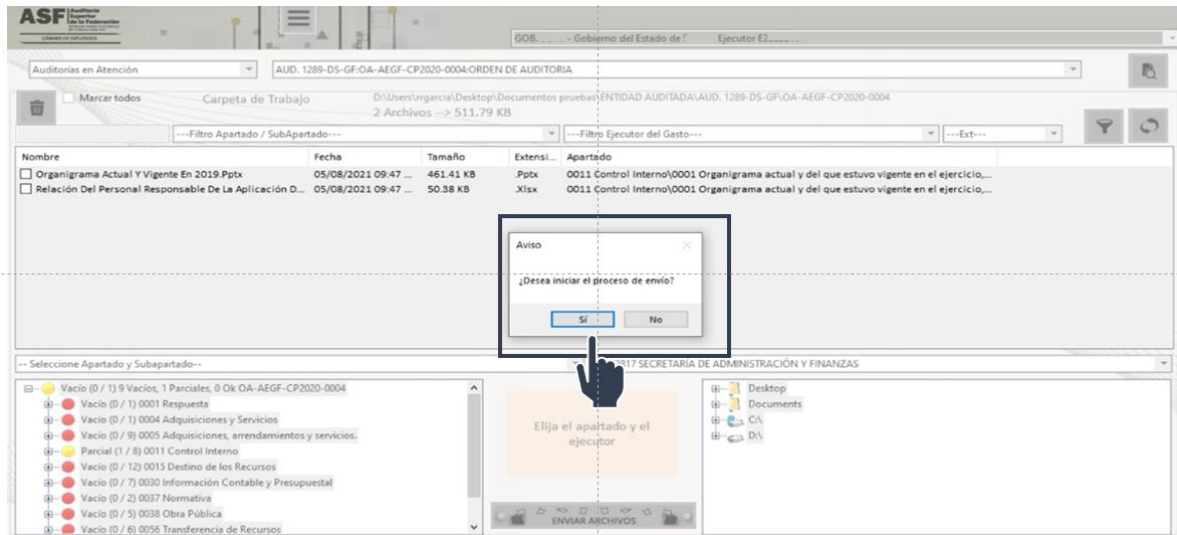 ASF Auditoría
Superior
de la Federación
CÁMARA DE DIPUTADOS
GOB. - Gobierno del Estado de Ejecutor
Auditorías en Atención
AUD. 1289-DS-GF:OA-AEGF-CP2020-0004:ORDEN DE AUDITORIA
Marcar todos
Carpeta de Trabajo
D:\Users\rrgarcia\Desktop\Documentos pruebas\ENTIDAD AUDITADA\AUD. 1289-DS-GF\OA-AEGF-CP2020-0004
2 Archivos --> 511.79 KB
---Filtro Apartado / SubApartado---
---Filtro Ejecutor del Gasto---
---Ext---
Nombre Fecha Tamaño Extensi... Apartado
Organigrama Actual Y Vigente En 2019.Pptx 05/08/2021 09:47 ... 461.41 KB .Pptx 0011 Control Interno\0001 Organigrama actual y del que estuvo vigente en el ejercicio,...
Relación Del Personal Responsable De La Aplicación D... 05/08/2021 09:47 ... 50.38 KB .Xlsx 0011 Control Interno\0001 Organigrama actual y del que estuvo vigente en el ejercicio,...
Aviso
¿Desea iniciar el proceso de envío?
Sí
No
-- Seleccione Apartado y Subapartado--
817 SECRETARÍA DE ADMINISTRACIÓN Y FINANZAS
Vacío (0 / 1) 9 Vacíos, 1 Parciales, 0 Ok OA-AEGF-CP2020-0004
Vacío (0 / 1) 0001 Respuesta
Vacío (0 / 1) 0004 Adquisiciones y Servicios
Vacío (0 / 9) 0005 Adquisiciones, arrendamientos y servicios.
Parcial (1 / 8) 0011 Control Interno
Vacío (0 / 12) 0015 Destino de los Recursos
Vacío (0 / 7) 0030 Información Contable y Presupuestal
Vacío (0 / 2) 0037 Normativa
Vacío (0 / 5) 0038 Obra Pública
Vacío (0 / 6) 0056 Transferencia de Recursos
Elija el apartado y el
ejecutor
ENVIAR ARCHIVOS
Desktop
Documents
C:\
D:\